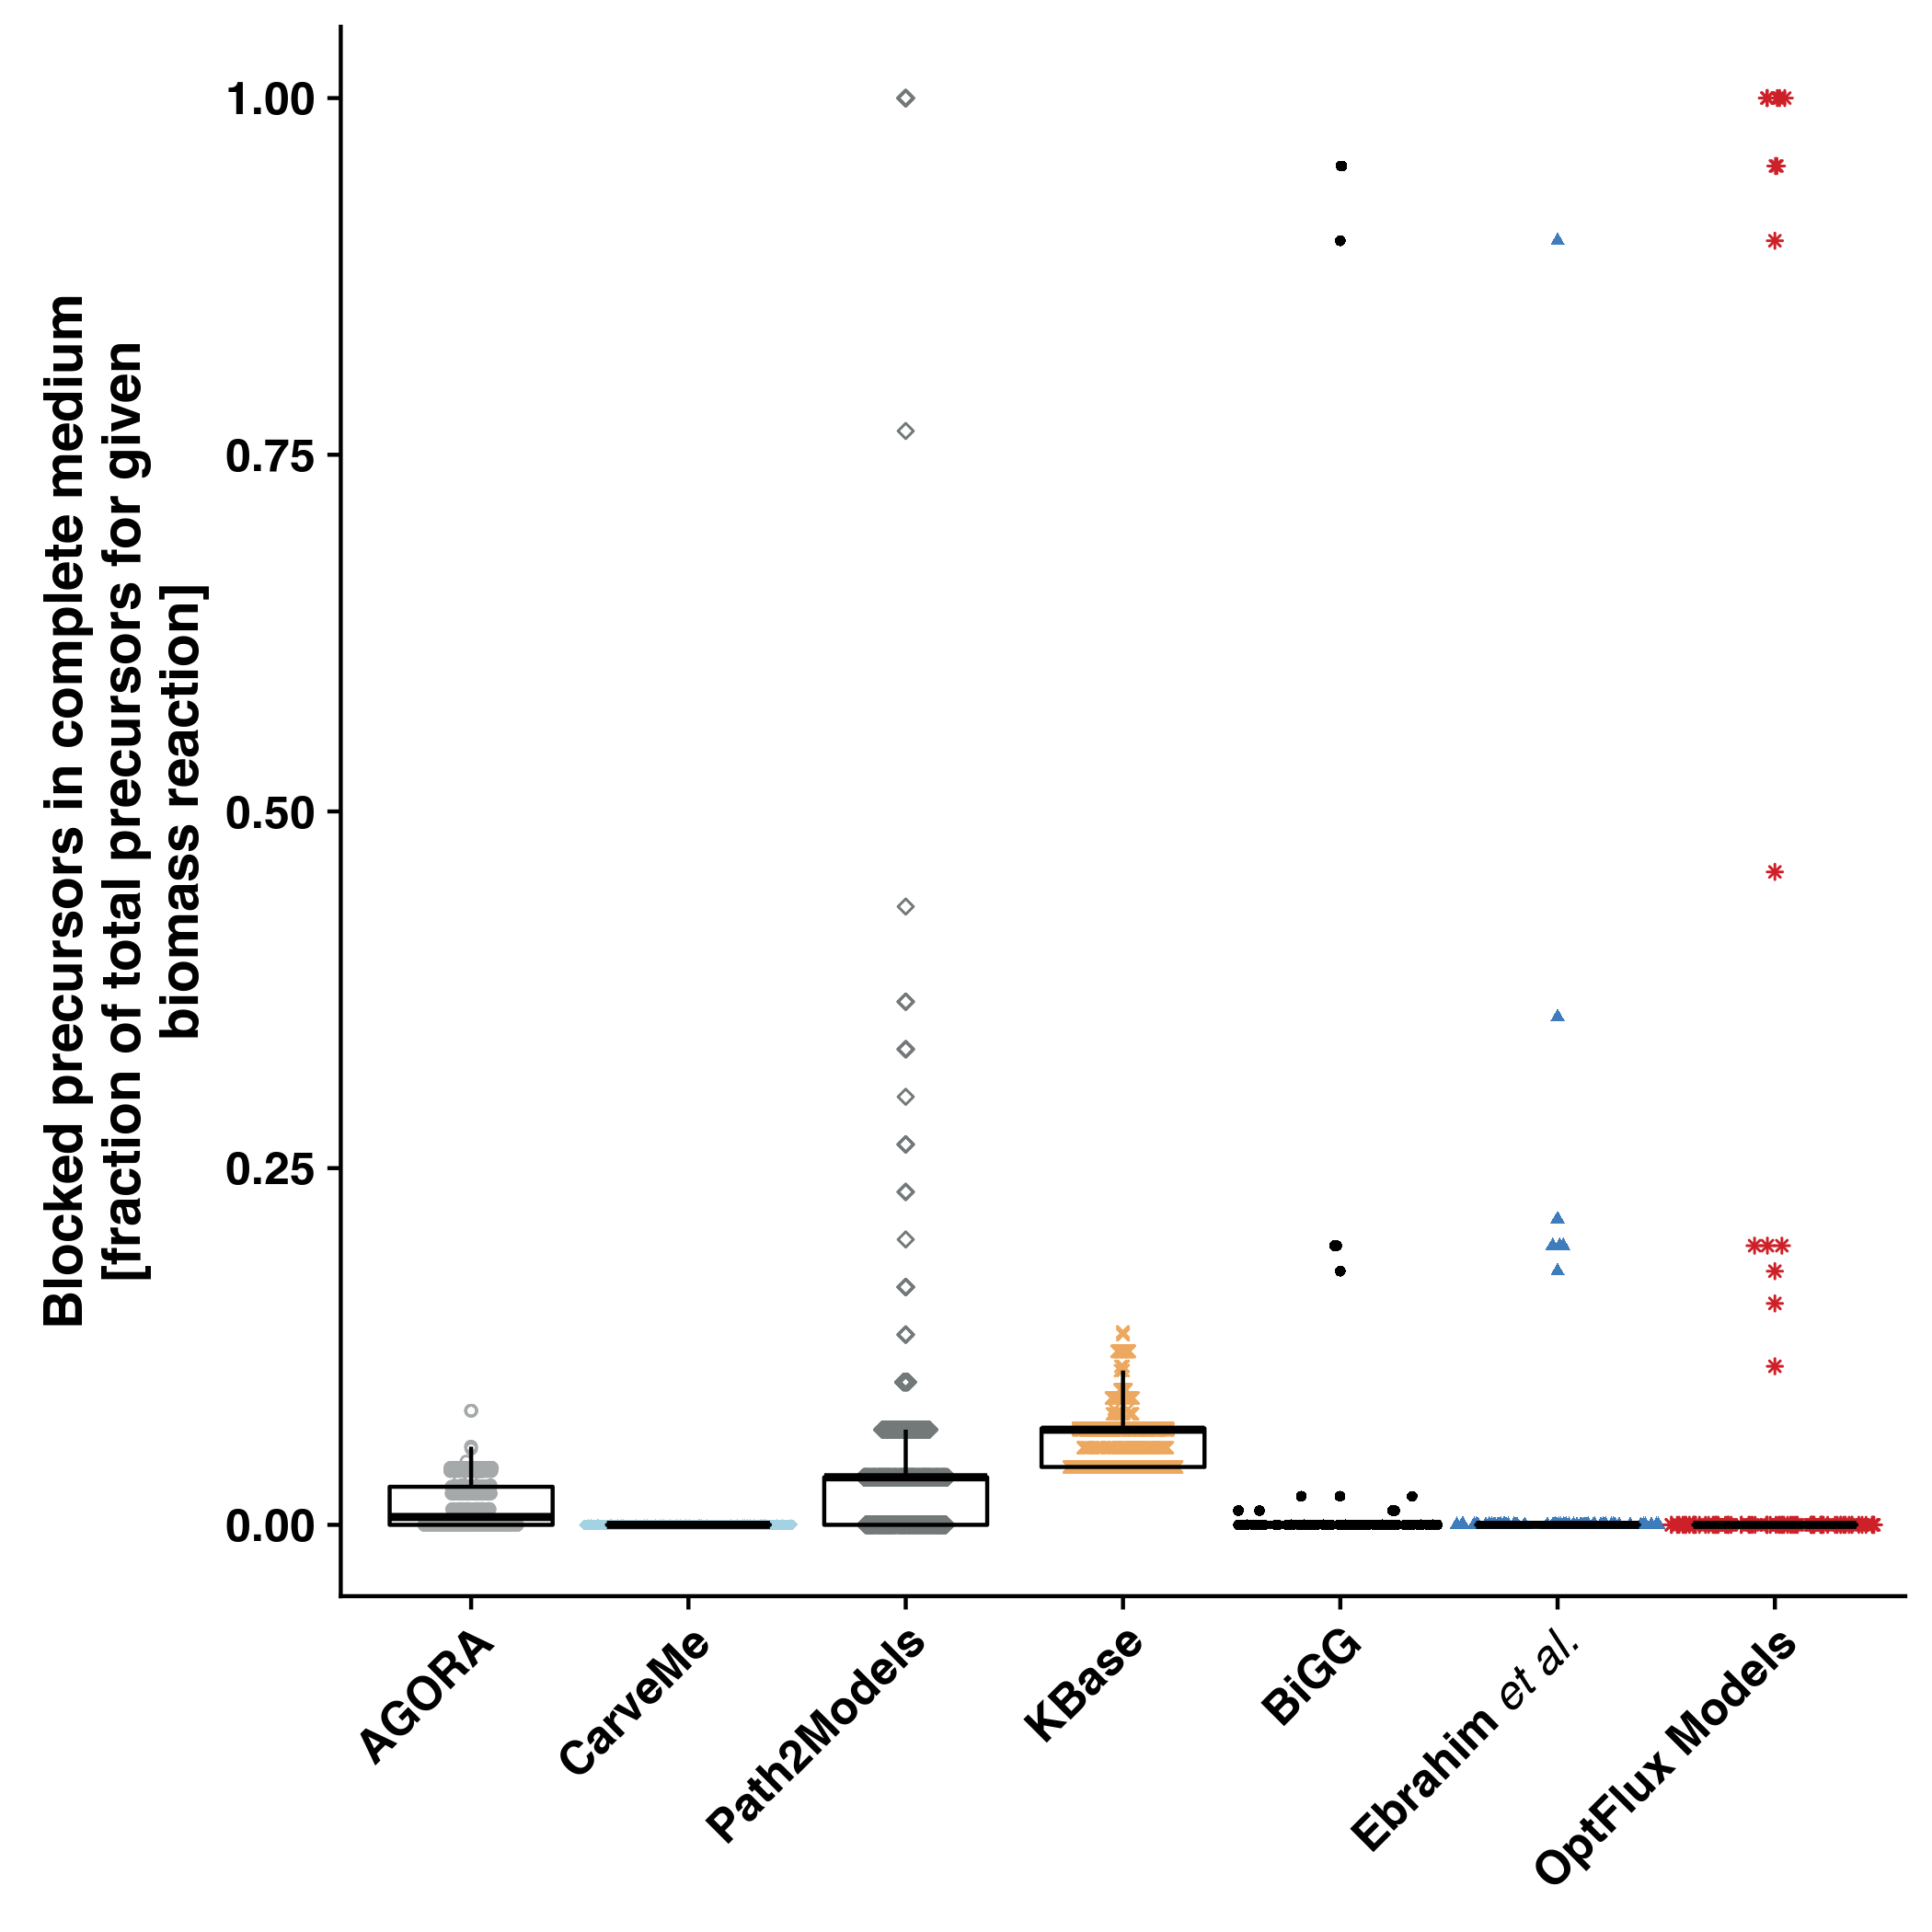 Blocked precursors in complete medium
[fraction of total precursors for given
biomass reaction]
1.00
0.75
0.50
0.25
0.00
AGORA
CarveMe
Path2Models
KBase
BiGG
Ebrahim et al.
OptFlux Models